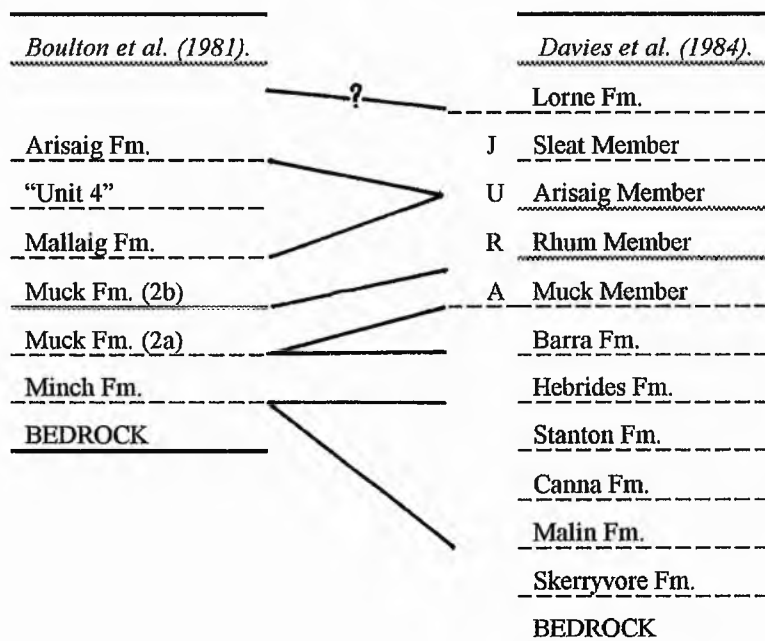 Boulton et al. (1981).
Arisaig Fm.
“Unit 4”
Mallaig Fm.
Muck Fm. (2b)
Muck Fm. (2a)
Minch Fm.
BEDROCK
?
J
U
R
A
Davies et al. (1984).
Lorne Fm.
Sleat Member
Arisaig Member
Rhum Member
Muck Member
Barra Fm.
Hebrides Fm.
Stanton Fm.
Canna Fm.
Malin Fm.
Skerryvore Fm.
BEDROCK